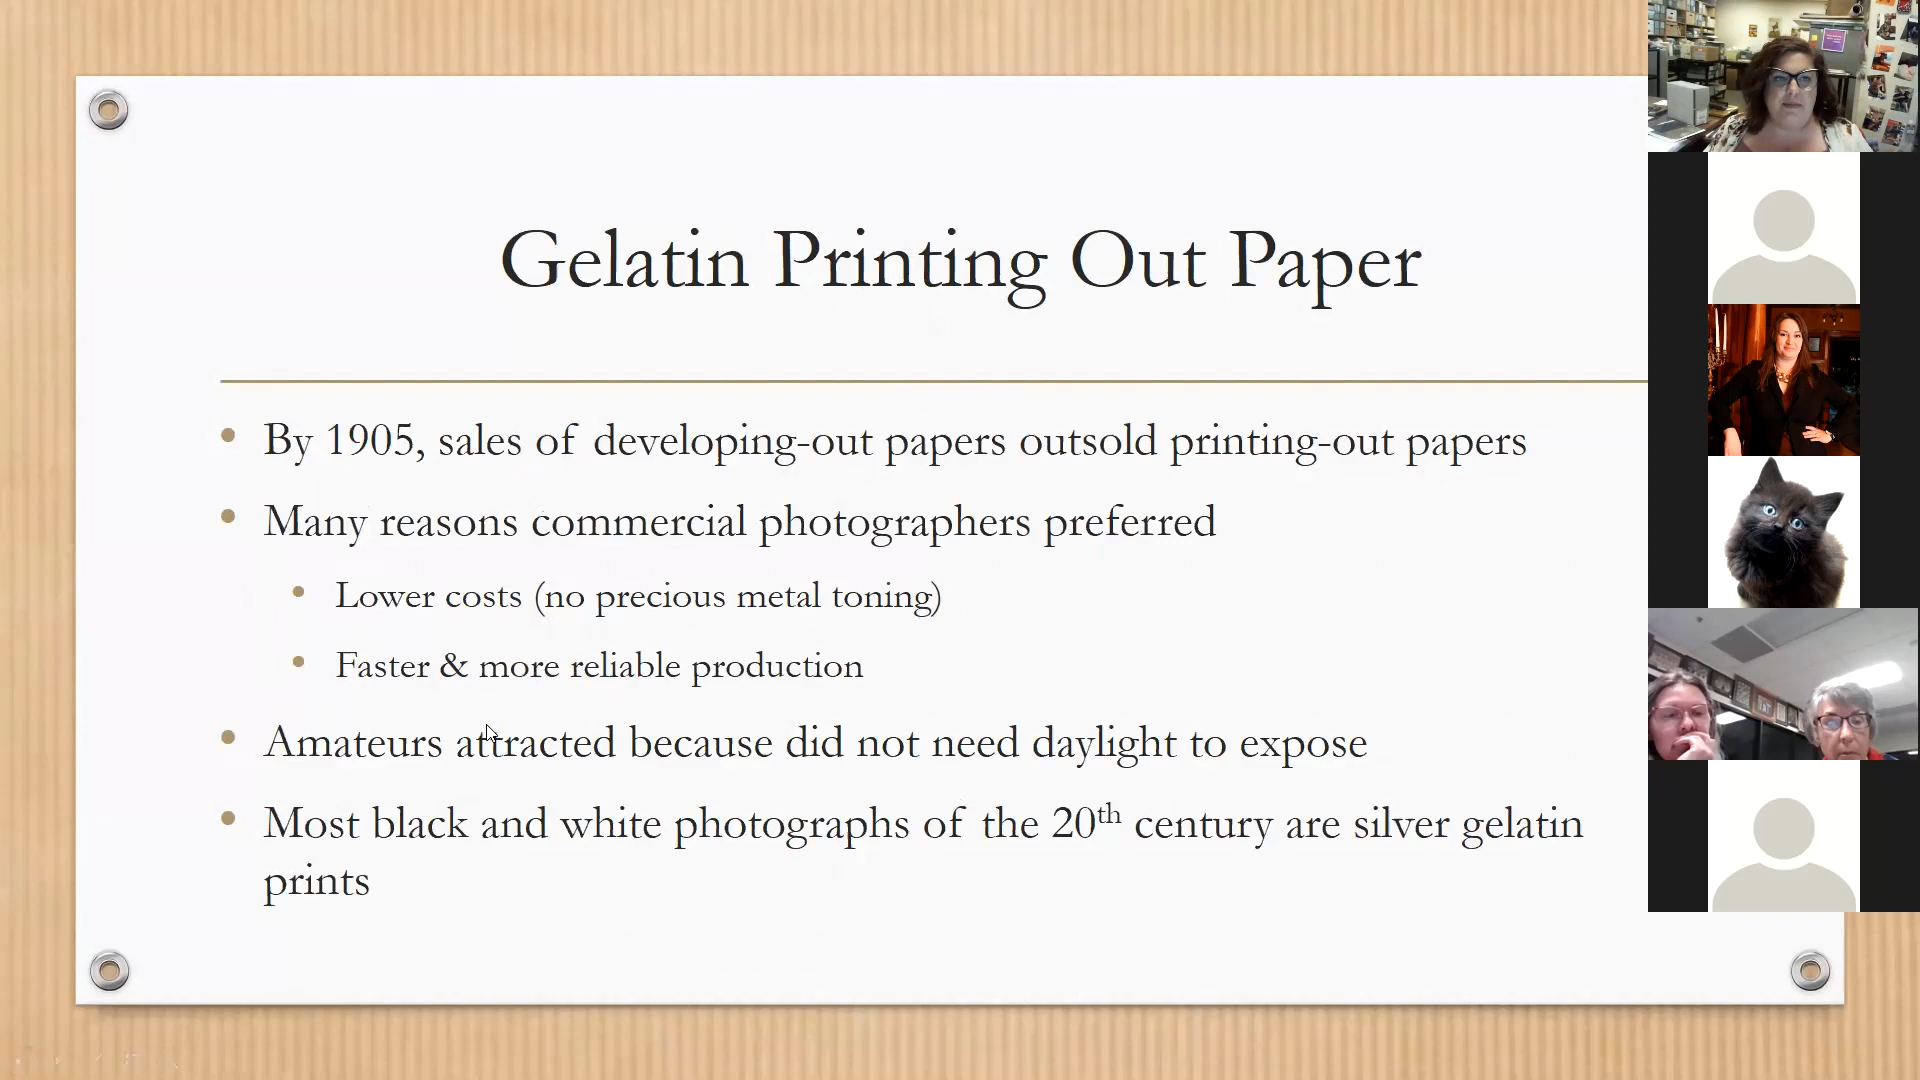 Gelatin Printing Out Paper
By 1905, sales of developing-out papers outsold printing-out papers
Many reasons commercial photographers preferred
Lower costs (no precious metal toning)
Faster & more reliable production
Amateurs attracted because did not need daylight to expose
Most black and white photographs of the 20th century are silver gelatin
prints